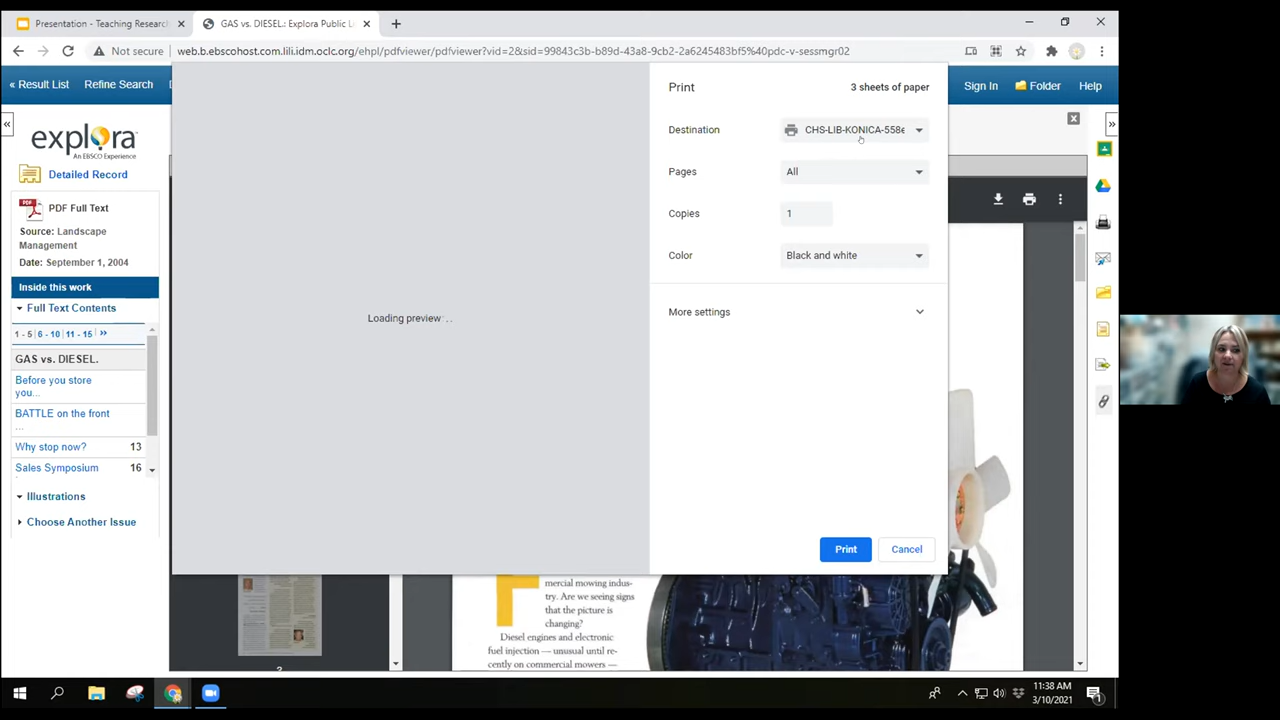 Presentation - Teaching Research
GAS vs. DIESEL.: Explora Public Li
Not secure
web.b.ebscohost.com.lili.idm.oclc.org/ehpl/pdfviewer/pdfviewer?vid=2&sid=99843c3b-b89d-43a8-9cb2-2a6245483bf5%40pdc-v-sessmgr02
« Result List
Refine Search
Sign In
Folder
Help
explora
An EBSCO Experience
Detailed Record
PDF Full Text
Source: Landscape
Management
Date: September 1, 2004
Inside this work
Full Text Contents
1 - 5
6 - 10
11 - 15
»
GAS vs. DIESEL.
Before you store
you...
BATTLE on the front
...
Why stop now? 13
Sales Symposium 16
Illustrations
Choose Another Issue
Loading preview...
Print
3 sheets of paper
Destination
CHS-LIB-KONICA-558e
Pages
All
Copies
1
Color
Black and white
More settings
Print
Cancel
F
mercial mowing indus-
try. Are we seeing signs
that the picture is
changing?
Diesel engines and electronic
fuel injection — unusual until re-
cently on commercial mowers —
11:38 AM
3/10/2021